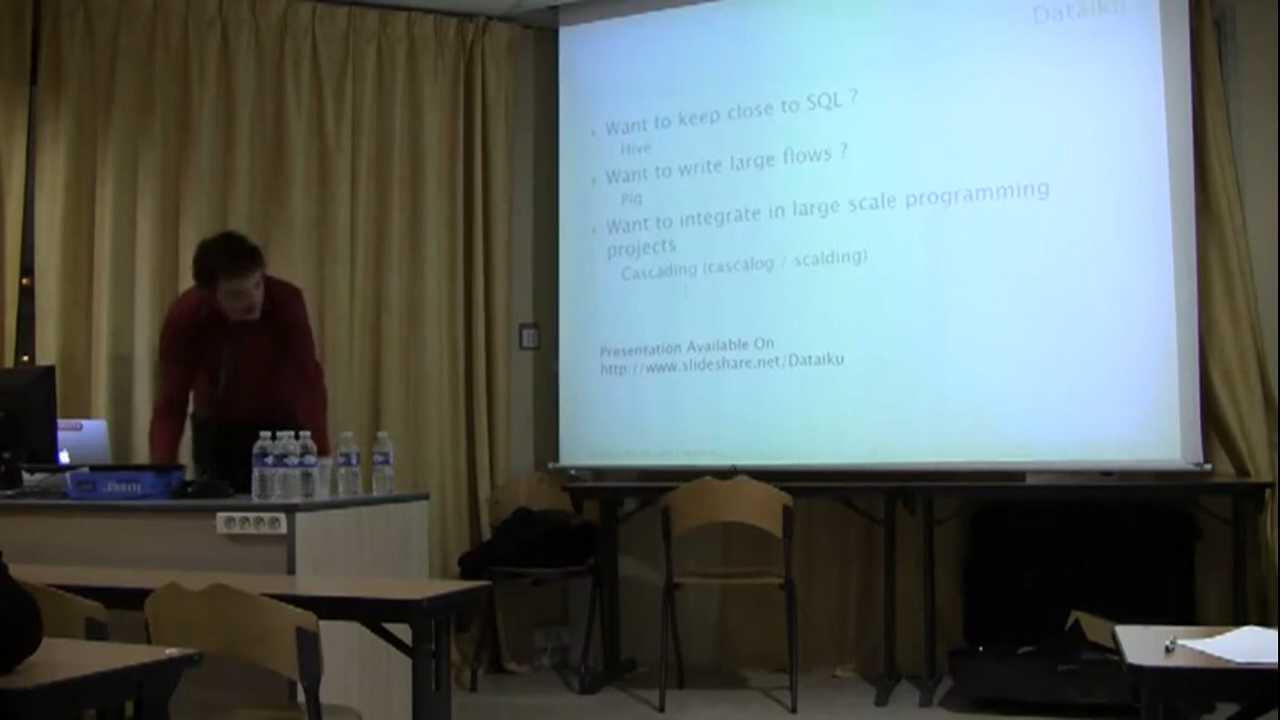 Dataiku
Want to keep close to SQL ?
Hive
Want to write large flows ?
Pig
Want to integrate in large scale programming
projects
Cascading (cascalog / scalding)
Presentation Available On
http://www.slideshare.net/Dataiku